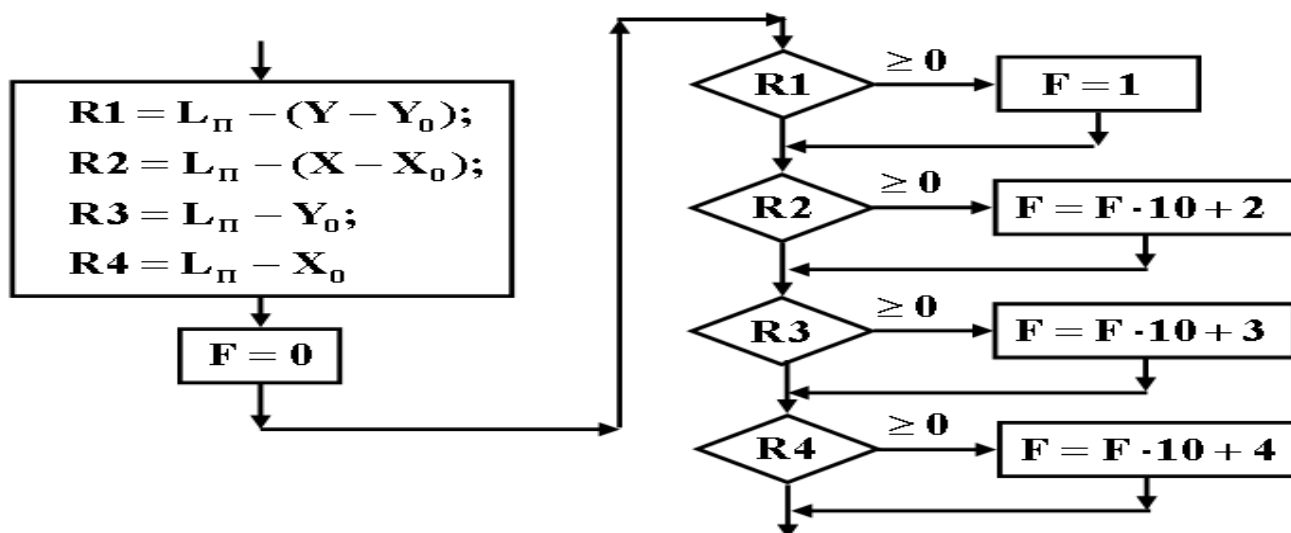 R1 = Lп − (Y − Y₀);
R2 = Lп − (X − X₀);
R3 = Lп − Y₀;
R4 = Lп − X₀
F = 0
R1
≥ 0
F = 1
R2
≥ 0
F = F · 10 + 2
R3
≥ 0
F = F · 10 + 3
R4
≥ 0
F = F · 10 + 4